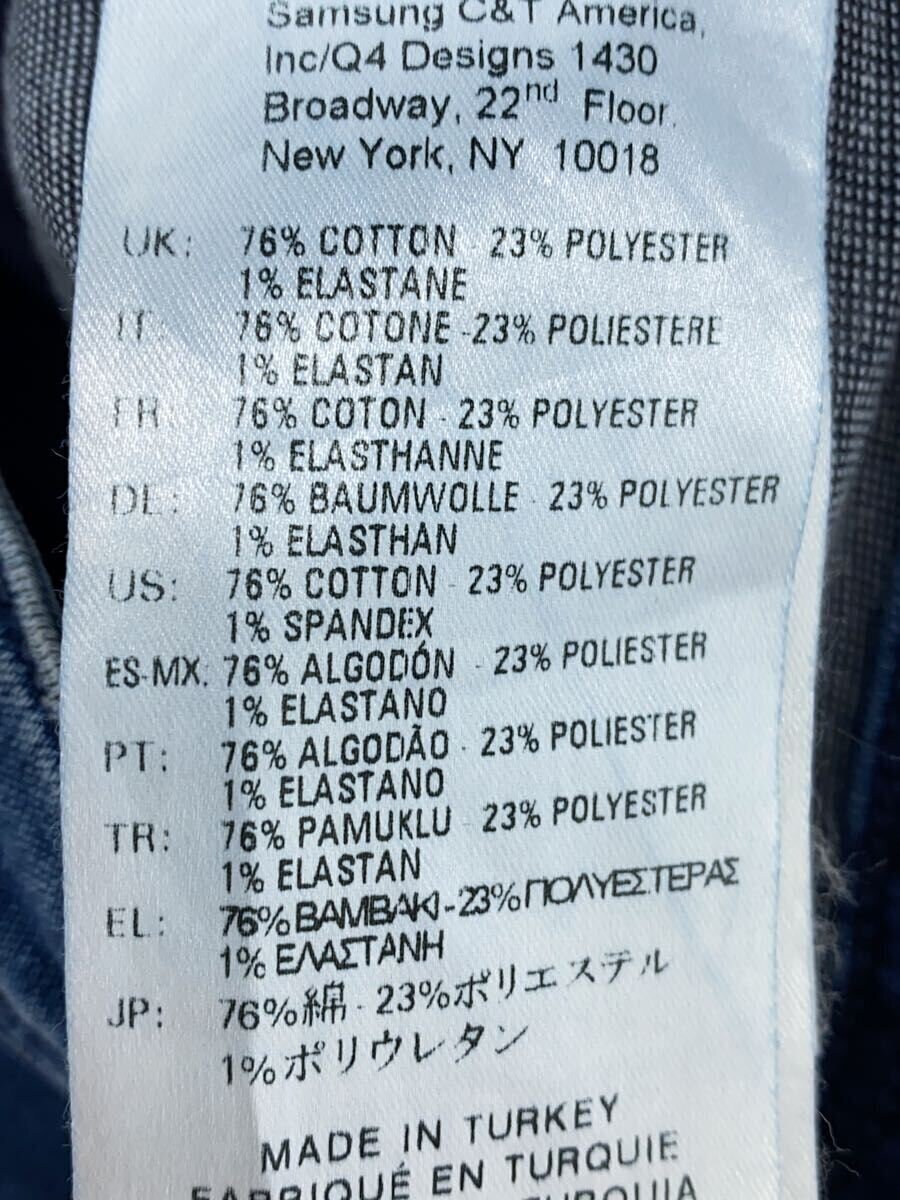 Samsung C&T America,
Inc/Q4 Designs 1430
Broadway, 22nd Floor,
New York, NY 10018
UK: 76% COTTON - 23% POLYESTER
1% ELASTANE
IT: 76% COTONE -23% POLIESTERE
1% ELASTAN
FR: 76% COTON - 23% POLYESTER
1% ELASTHANNE
DE: 76% BAUMWOLLE - 23% POLYESTER
1% ELASTHAN
US: 76% COTTON - 23% POLYESTER
1% SPANDEX
ES-MX. 76% ALGODÓN - 23% POLIESTER
1% ELASTANO
PT: 76% ALGODÃO - 23% POLIESTER
1% ELASTANO
TR: 76% PAMUKLU - 23% POLYESTER
1% ELASTAN
EL: 76% ΒΑΜΒΑΚΙ - 23% ΠΟΛΥΕΣΤΕΡΑΣ
1% ΕΛΑΣΤΑΝΗ
JP: 76%綿 - 23%ポリエステル
1%ポリウレタン
MADE IN TURKEY
FABRIQUÉ EN TURQUIE